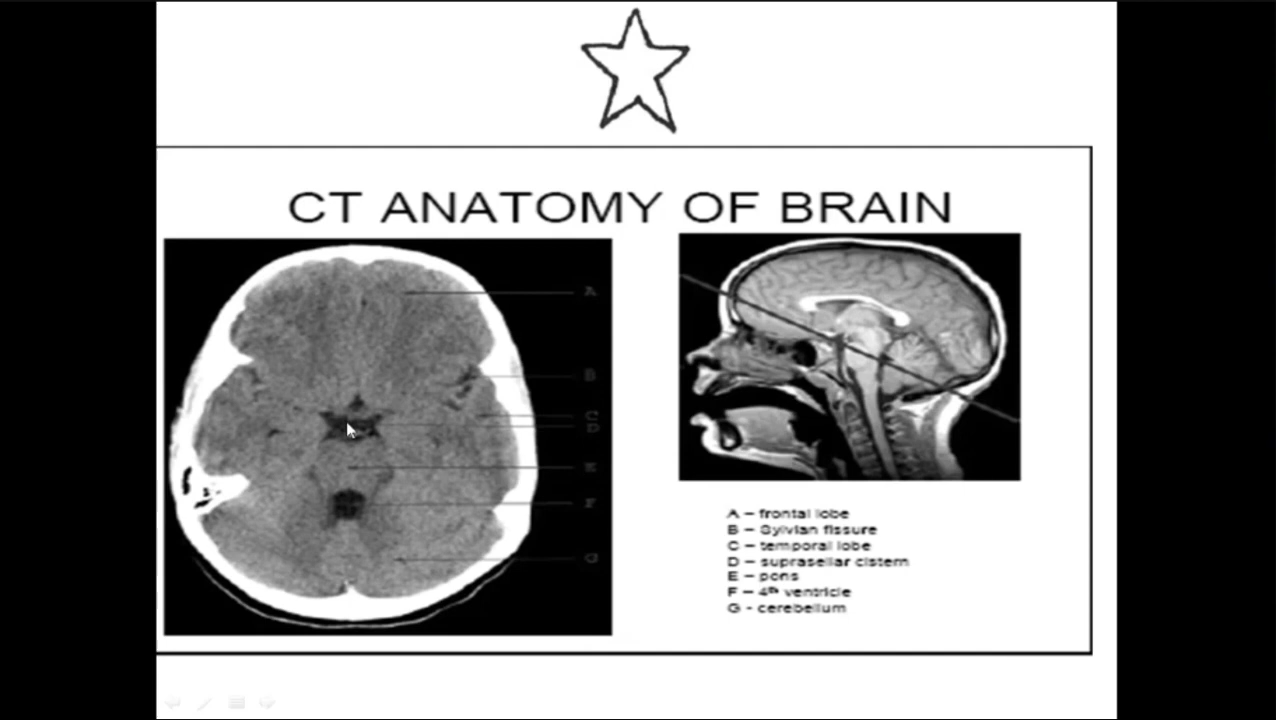 CT ANATOMY OF BRAIN
A
B
C
D
E
F
G
A – frontal lobe
B – Sylvian fissure
C – temporal lobe
D – suprasellar cistern
E – pons
F – 4th ventricle
G - cerebellum